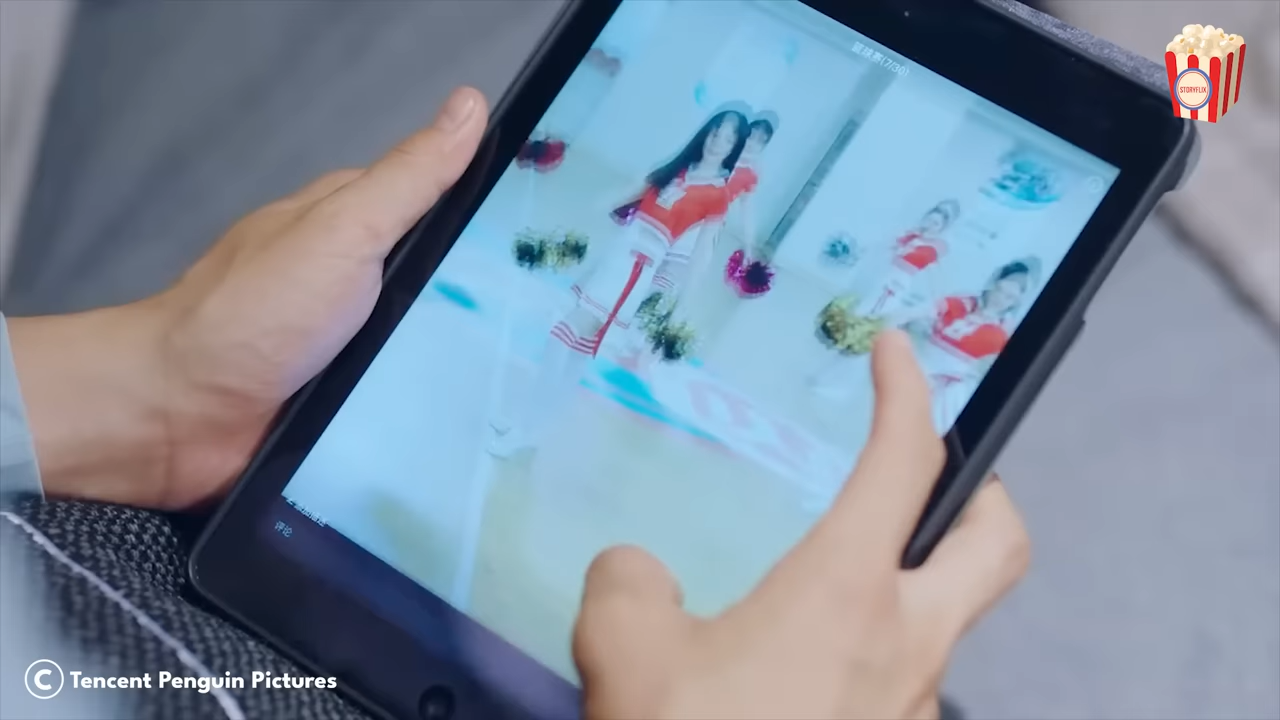 篮球赛(7/30)
STORYFLIX
评论
© Tencent Penguin Pictures